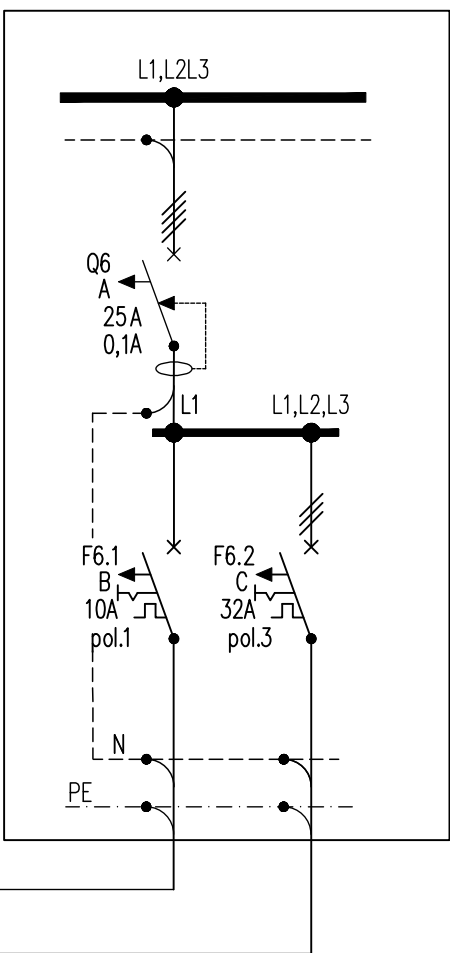 L1,L2L3
Q6
A
25A
0,1A
L1
L1,L2,L3
F6.1
B
10A
pol.1
F6.2
C
32A
pol.3
N
PE